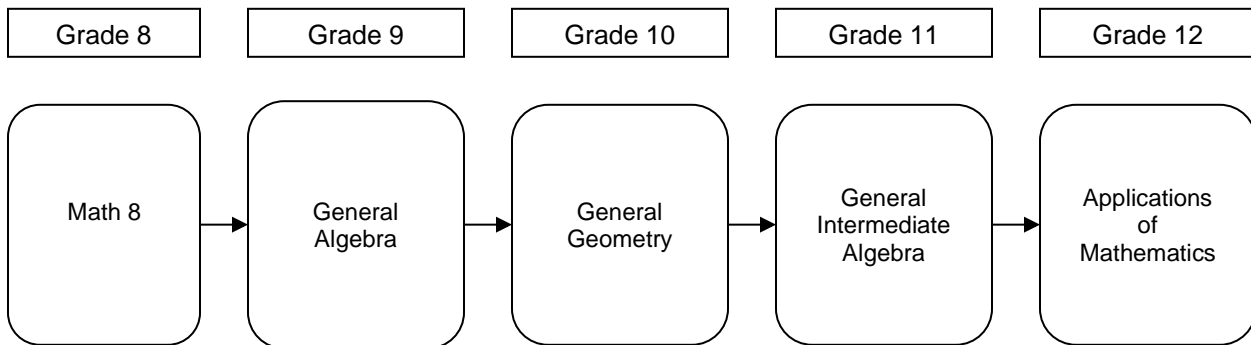 Grade 8
Grade 9
Grade 10
Grade 11
Grade 12
Math 8
General
Algebra
General
Geometry
General
Intermediate
Algebra
Applications
of
Mathematics